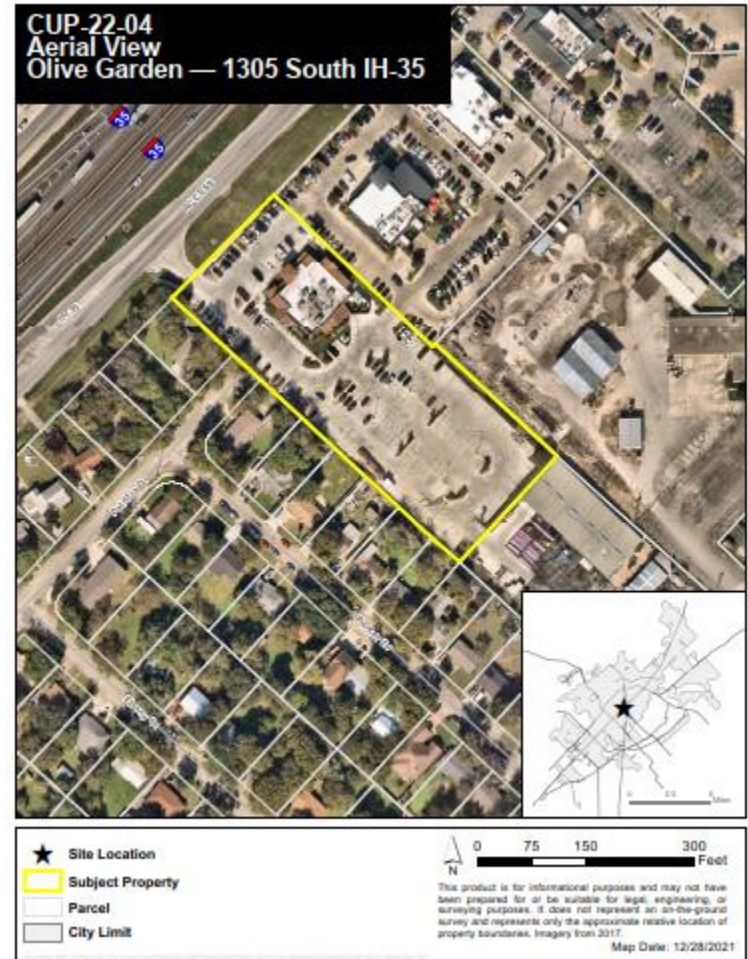 CUP-22-04
Aerial View
Olive Garden — 1305 South IH-35
35
35
0
Miles
Site Location
Subject Property
Parcel
City Limit
N
0 75 150 300
Feet
This product is for informational purposes and may not have
been prepared for or be suitable for legal, engineering, or
surveying purposes. It does not represent an on-the-ground
survey and represents only the approximate relative location of
property boundaries. Imagery from 2017.
Map Date: 12/28/2021